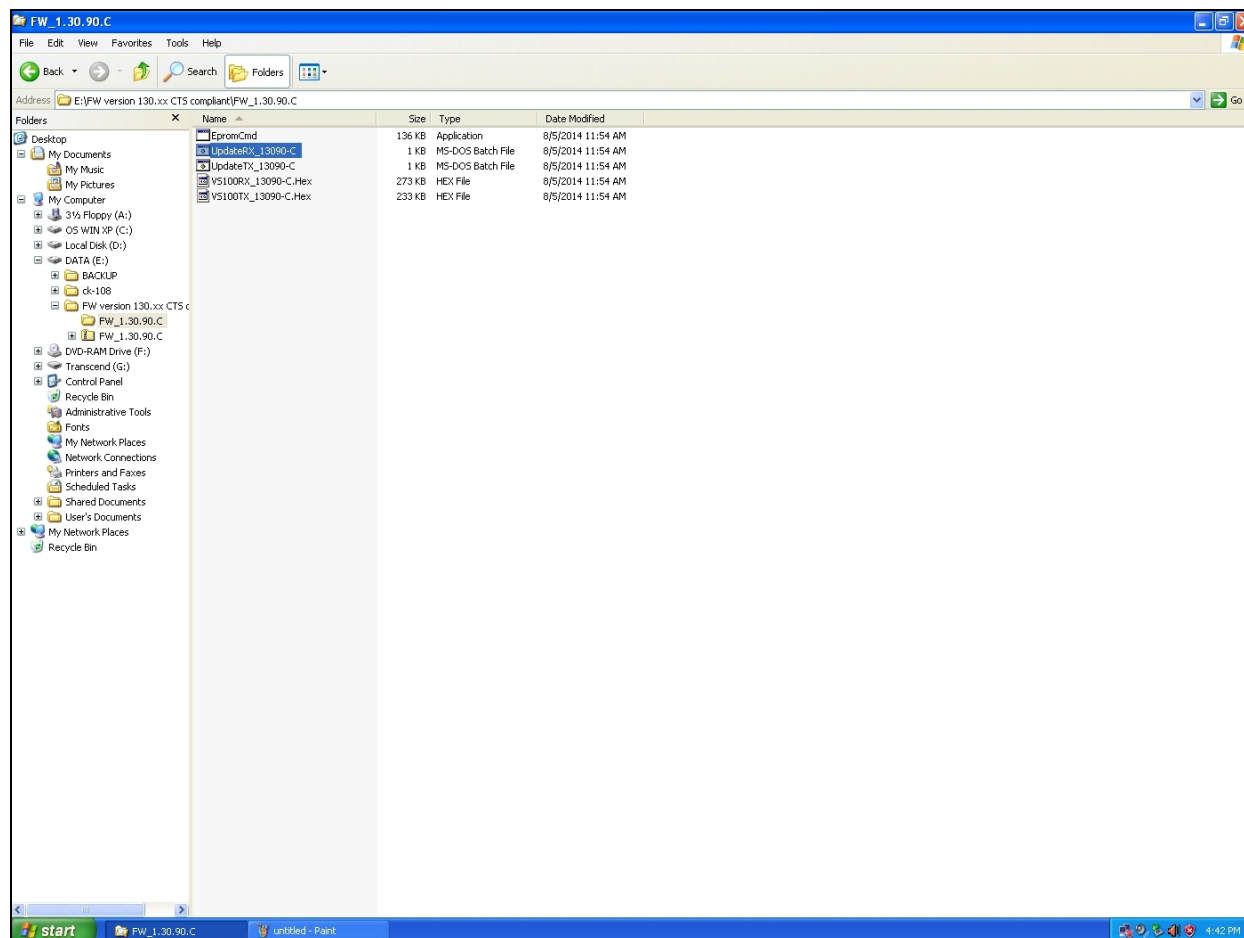 FW_1.30.90.C
File Edit View Favorites Tools Help
Back Search Folders
Address E:\FW version 130.xx CTS compliant\FW_1.30.90.C Go
Folders X Name Size Type Date Modified
Desktop
My Documents
My Music
My Pictures
My Computer
3½ Floppy (A:)
OS WIN XP (C:)
Local Disk (D:)
DATA (E:)
BACKUP
ck-108
FW version 130.xx CTS c
FW_1.30.90.C
FW_1.30.90.C
DVD-RAM Drive (F:)
Transcend (G:)
Control Panel
Recycle Bin
Administrative Tools
Fonts
My Network Places
Network Connections
Printers and Faxes
Scheduled Tasks
Shared Documents
User's Documents
My Network Places
Recycle Bin
EpromCmd 136 KB Application 8/5/2014 11:54 AM
UpdateRX_13090-C 1 KB MS-DOS Batch File 8/5/2014 11:54 AM
UpdateTX_13090-C 1 KB MS-DOS Batch File 8/5/2014 11:54 AM
VS100RX_13090-C.Hex 273 KB HEX File 8/5/2014 11:54 AM
VS100TX_13090-C.Hex 233 KB HEX File 8/5/2014 11:54 AM
start FW_1.30.90.C untitled - Paint 4:42 PM